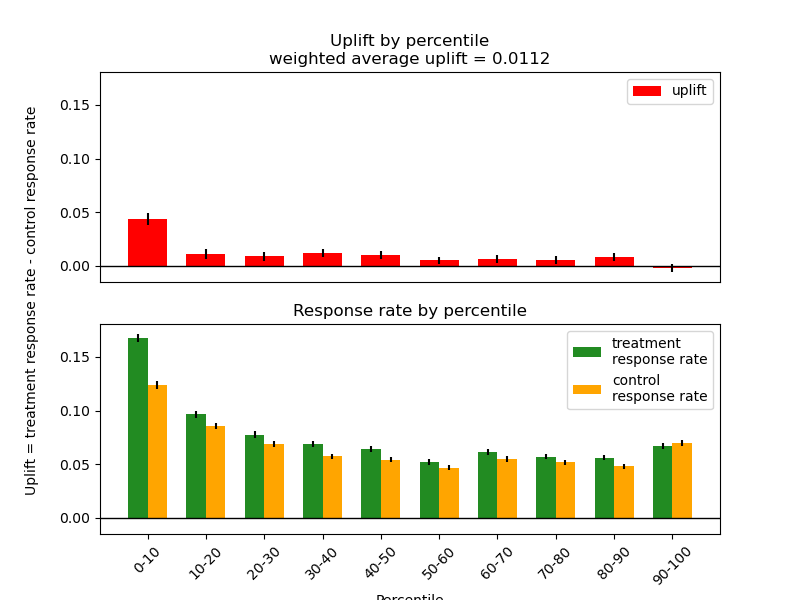 Uplift by percentile
weighted average uplift = 0.0112
uplift
0.15
0.10
0.05
0.00
Uplift = treatment response rate - control response rate
Response rate by percentile
treatment
response rate
control
response rate
0.15
0.10
0.05
0.00
0-10
10-20
20-30
30-40
40-50
50-60
60-70
70-80
80-90
90-100
Percentile